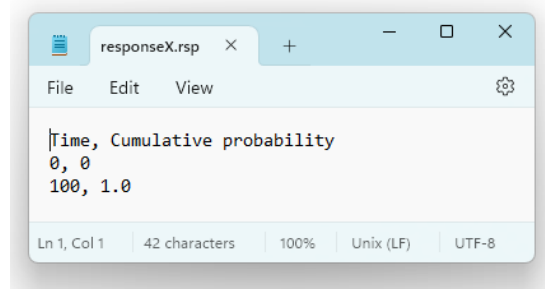 responseX.rsp
File Edit View
Time, Cumulative probability
0, 0
100, 1.0
Ln 1, Col 1 42 characters 100% Unix (LF) UTF-8